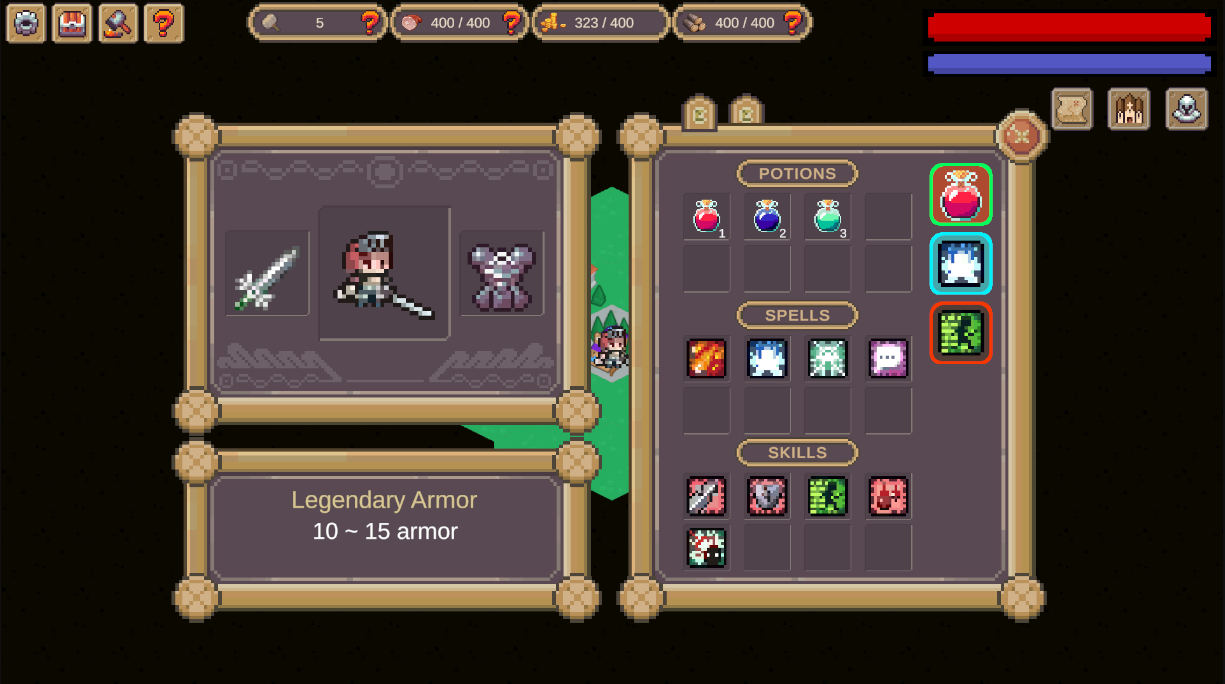 5 ?
400 / 400 ?
323 / 400
400 / 400 ?
?
POTIONS
1 2 3
SPELLS
SKILLS
Legendary Armor
10 ~ 15 armor